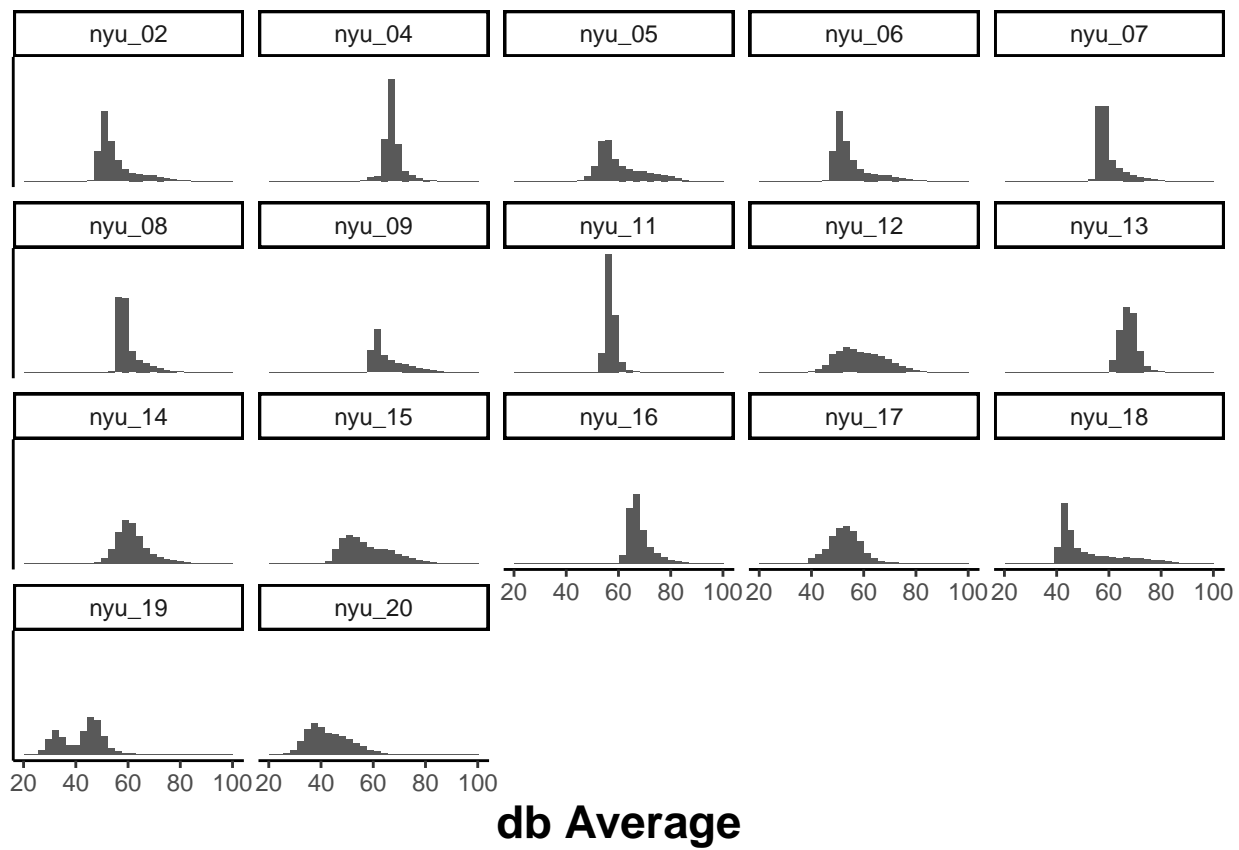 nyu_02 nyu_04 nyu_05 nyu_06 nyu_07
nyu_08 nyu_09 nyu_11 nyu_12 nyu_13
nyu_14 nyu_15 nyu_16 nyu_17 nyu_18
20 40 60 80 100 20 40 60 80 100 20 40 60 80 100
nyu_19 nyu_20
20 40 60 80 100 20 40 60 80 100
db Average